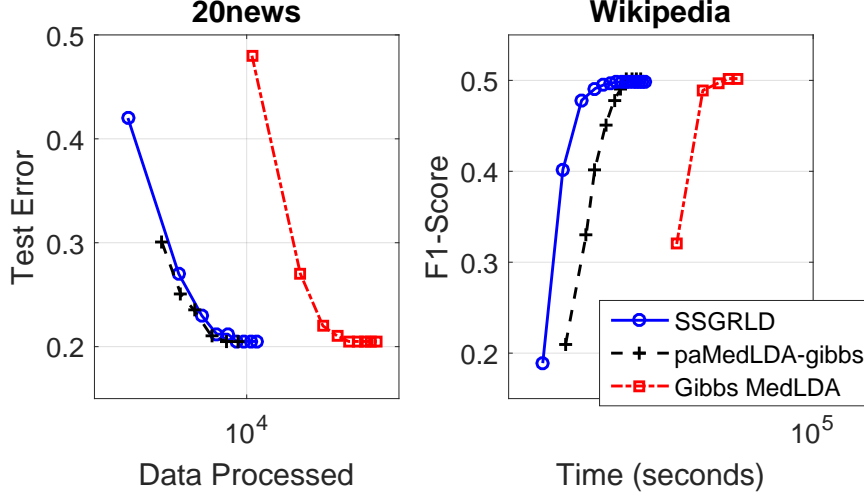 20news
Test Error
0.5
0.4
0.3
0.2
10^4
Data Processed
Wikipedia
F1-Score
0.5
0.4
0.3
0.2
10^5
Time (seconds)
SSGRLD
paMedLDA-gibbs
Gibbs MedLDA